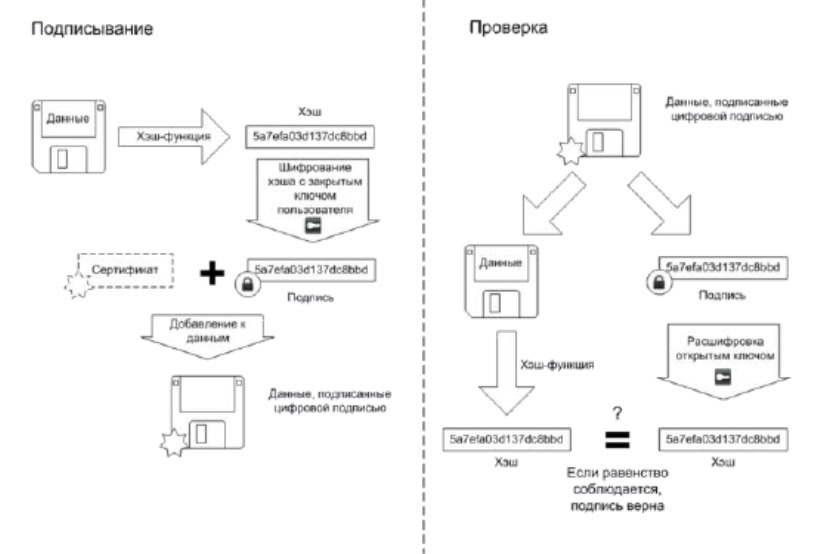 Подписывание
Данные
Хэш-функция
Хэш
5a7efa03d137dc8bbd
Шифрование
хэша с закрытым
ключом
пользователя
Сертификат
+
5a7efa03d137dc8bbd
Подпись
Добавление к
данным
Данные, подписанные
цифровой подписью
Проверка
Данные, подписанные
цифровой подписью
Данные
5a7efa03d137dc8bbd
Подпись
Хэш-функция
Расшифровка
открытым ключом
5a7efa03d137dc8bbd
Хэш
?
=
5a7efa03d137dc8bbd
Хэш
Если равенство
соблюдается,
подпись верна